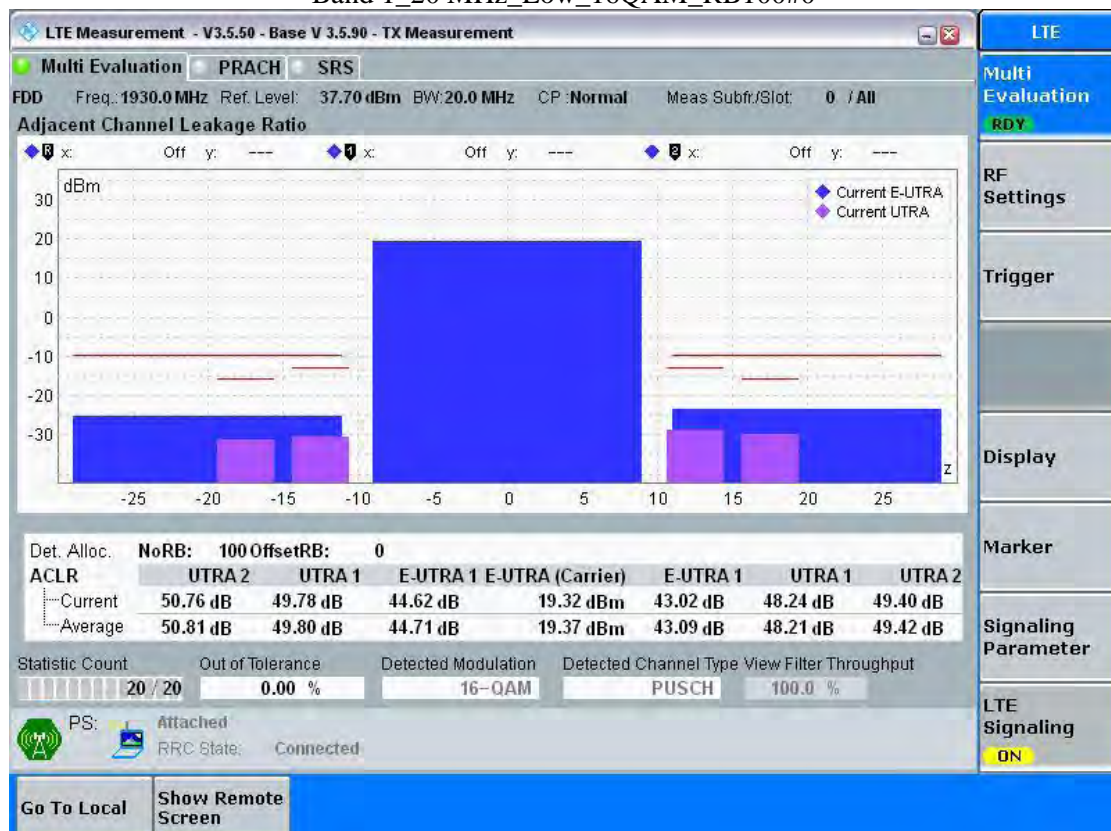 LTE Measurement - V3.5.50 - Base V 3.5.90 - TX Measurement
LTE
Multi Evaluation PRACH SRS
Multi
Evaluation
RDY
FDD Freq.: 1930.0 MHz Ref. Level: 37.70 dBm BW: 20.0 MHz CP : Normal Meas Subfr./Slot: 0 / All
Adjacent Channel Leakage Ratio
R x: Off y: --- 1 x: Off y: --- 2 x: Off y: ---
dBm
Current E-UTRA
Current UTRA
30
20
10
0
-10
-20
-30
z
-25 -20 -15 -10 -5 0 5 10 15 20 25
RF
Settings
Trigger
Display
Marker
Signaling
Parameter
LTE
Signaling
ON
Det. Alloc. NoRB: 100 OffsetRB: 0
ACLR UTRA 2 UTRA 1 E-UTRA 1 E-UTRA (Carrier) E-UTRA 1 UTRA 1 UTRA 2
Current 50.76 dB 49.78 dB 44.62 dB 19.32 dBm 43.02 dB 48.24 dB 49.40 dB
Average 50.81 dB 49.80 dB 44.71 dB 19.37 dBm 43.09 dB 48.21 dB 49.42 dB
Statistic Count Out of Tolerance Detected Modulation Detected Channel Type View Filter Throughput
20 / 20 0.00 % 16-QAM PUSCH 100.0 %
PS: Attached
RRC State: Connected
Go To Local
Show Remote
Screen